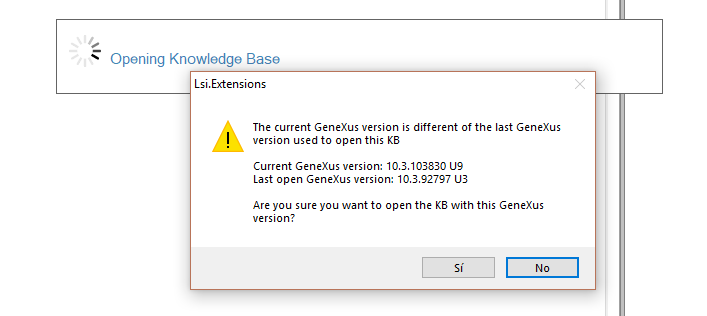 Opening Knowledge Base
Lsi.Extensions
The current GeneXus version is different of the last GeneXus
version used to open this KB
Current GeneXus version: 10.3.103830 U9
Last open GeneXus version: 10.3.92797 U3
Are you sure you want to open the KB with this GeneXus
version?
Sí
No